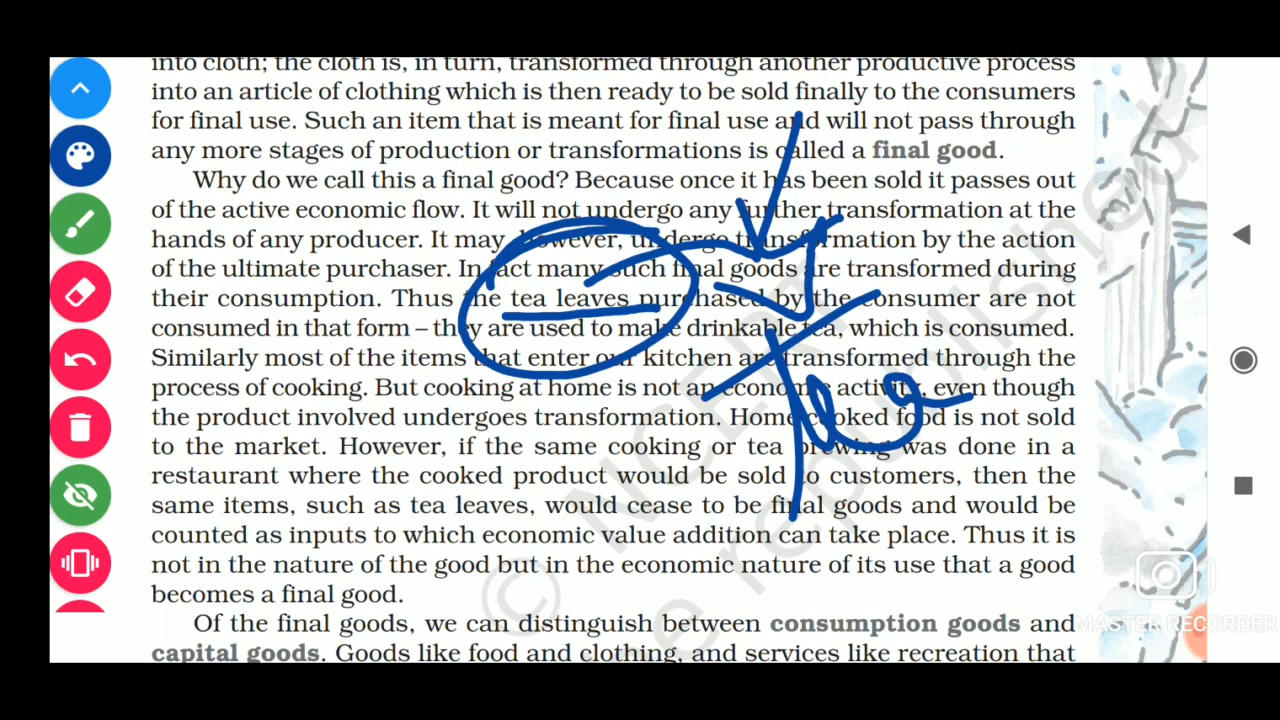 into cloth; the cloth is, in turn, transformed through another productive process
into an article of clothing which is then ready to be sold finally to the consumers
for final use. Such an item that is meant for final use and will not pass through
any more stages of production or transformations is called a final good.
Why do we call this a final good? Because once it has been sold it passes out
of the active economic flow. It will not undergo any further transformation at the
hands of any producer. It may, however, undergo transformation by the action
of the ultimate purchaser. In fact many such final goods are transformed during
their consumption. Thus the tea leaves purchased by the consumer are not
consumed in that form – they are used to make drinkable tea, which is consumed.
Similarly most of the items that enter our kitchen are transformed through the
process of cooking. But cooking at home is not an economic activity, even though
Tea
the product involved undergoes transformation. Home cooked food is not sold
to the market. However, if the same cooking or tea brewing was done in a
restaurant where the cooked product would be sold to customers, then the
same items, such as tea leaves, would cease to be final goods and would be
counted as inputs to which economic value addition can take place. Thus it is
not in the nature of the good but in the economic nature of its use that a good
becomes a final good.
Of the final goods, we can distinguish between consumption goods and
capital goods. Goods like food and clothing, and services like recreation that
© NCERT
republished
MASTER RECORDER